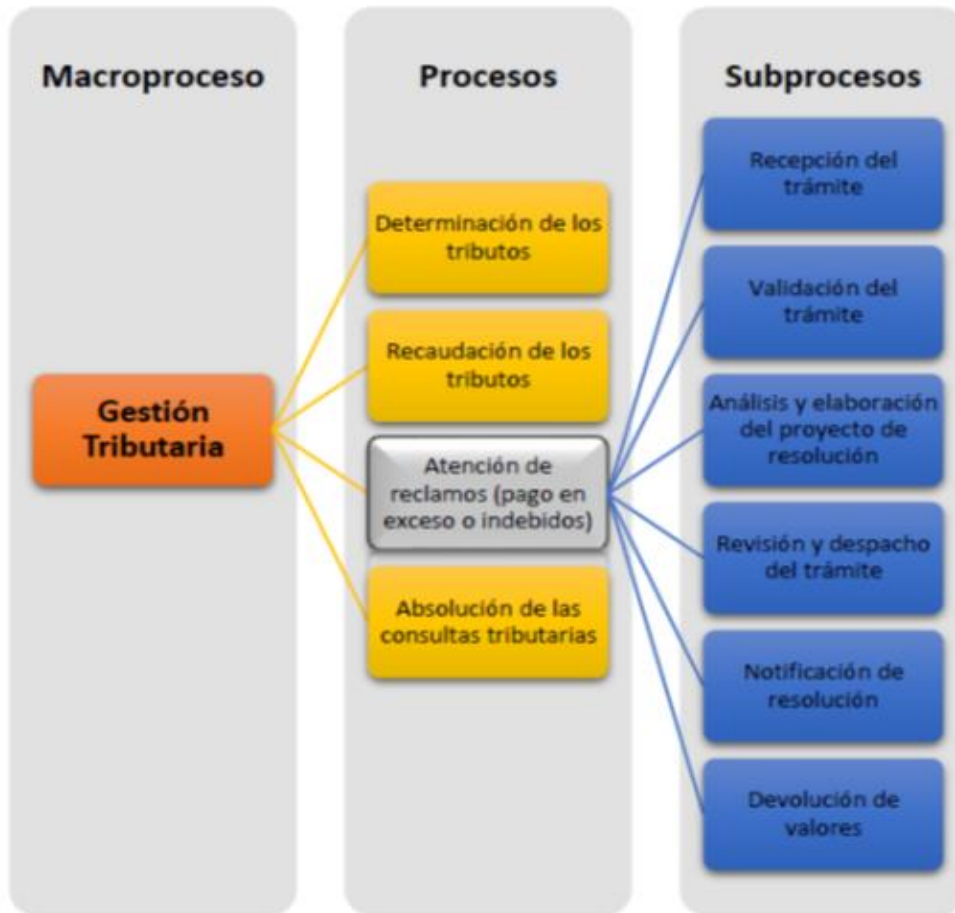 Macroproceso
Gestión
Tributaria
Procesos
Determinación de los
tributos
Recaudación de los
tributos
Atención de
reclamos (pago en
exceso o indebidos)
Absolución de las
consultas tributarias
Subprocesos
Recepción del
trámite
Validación del
trámite
Análisis y elaboración
del proyecto de
resolución
Revisión y despacho
del trámite
Notificación de
resolución
Devolución de
valores